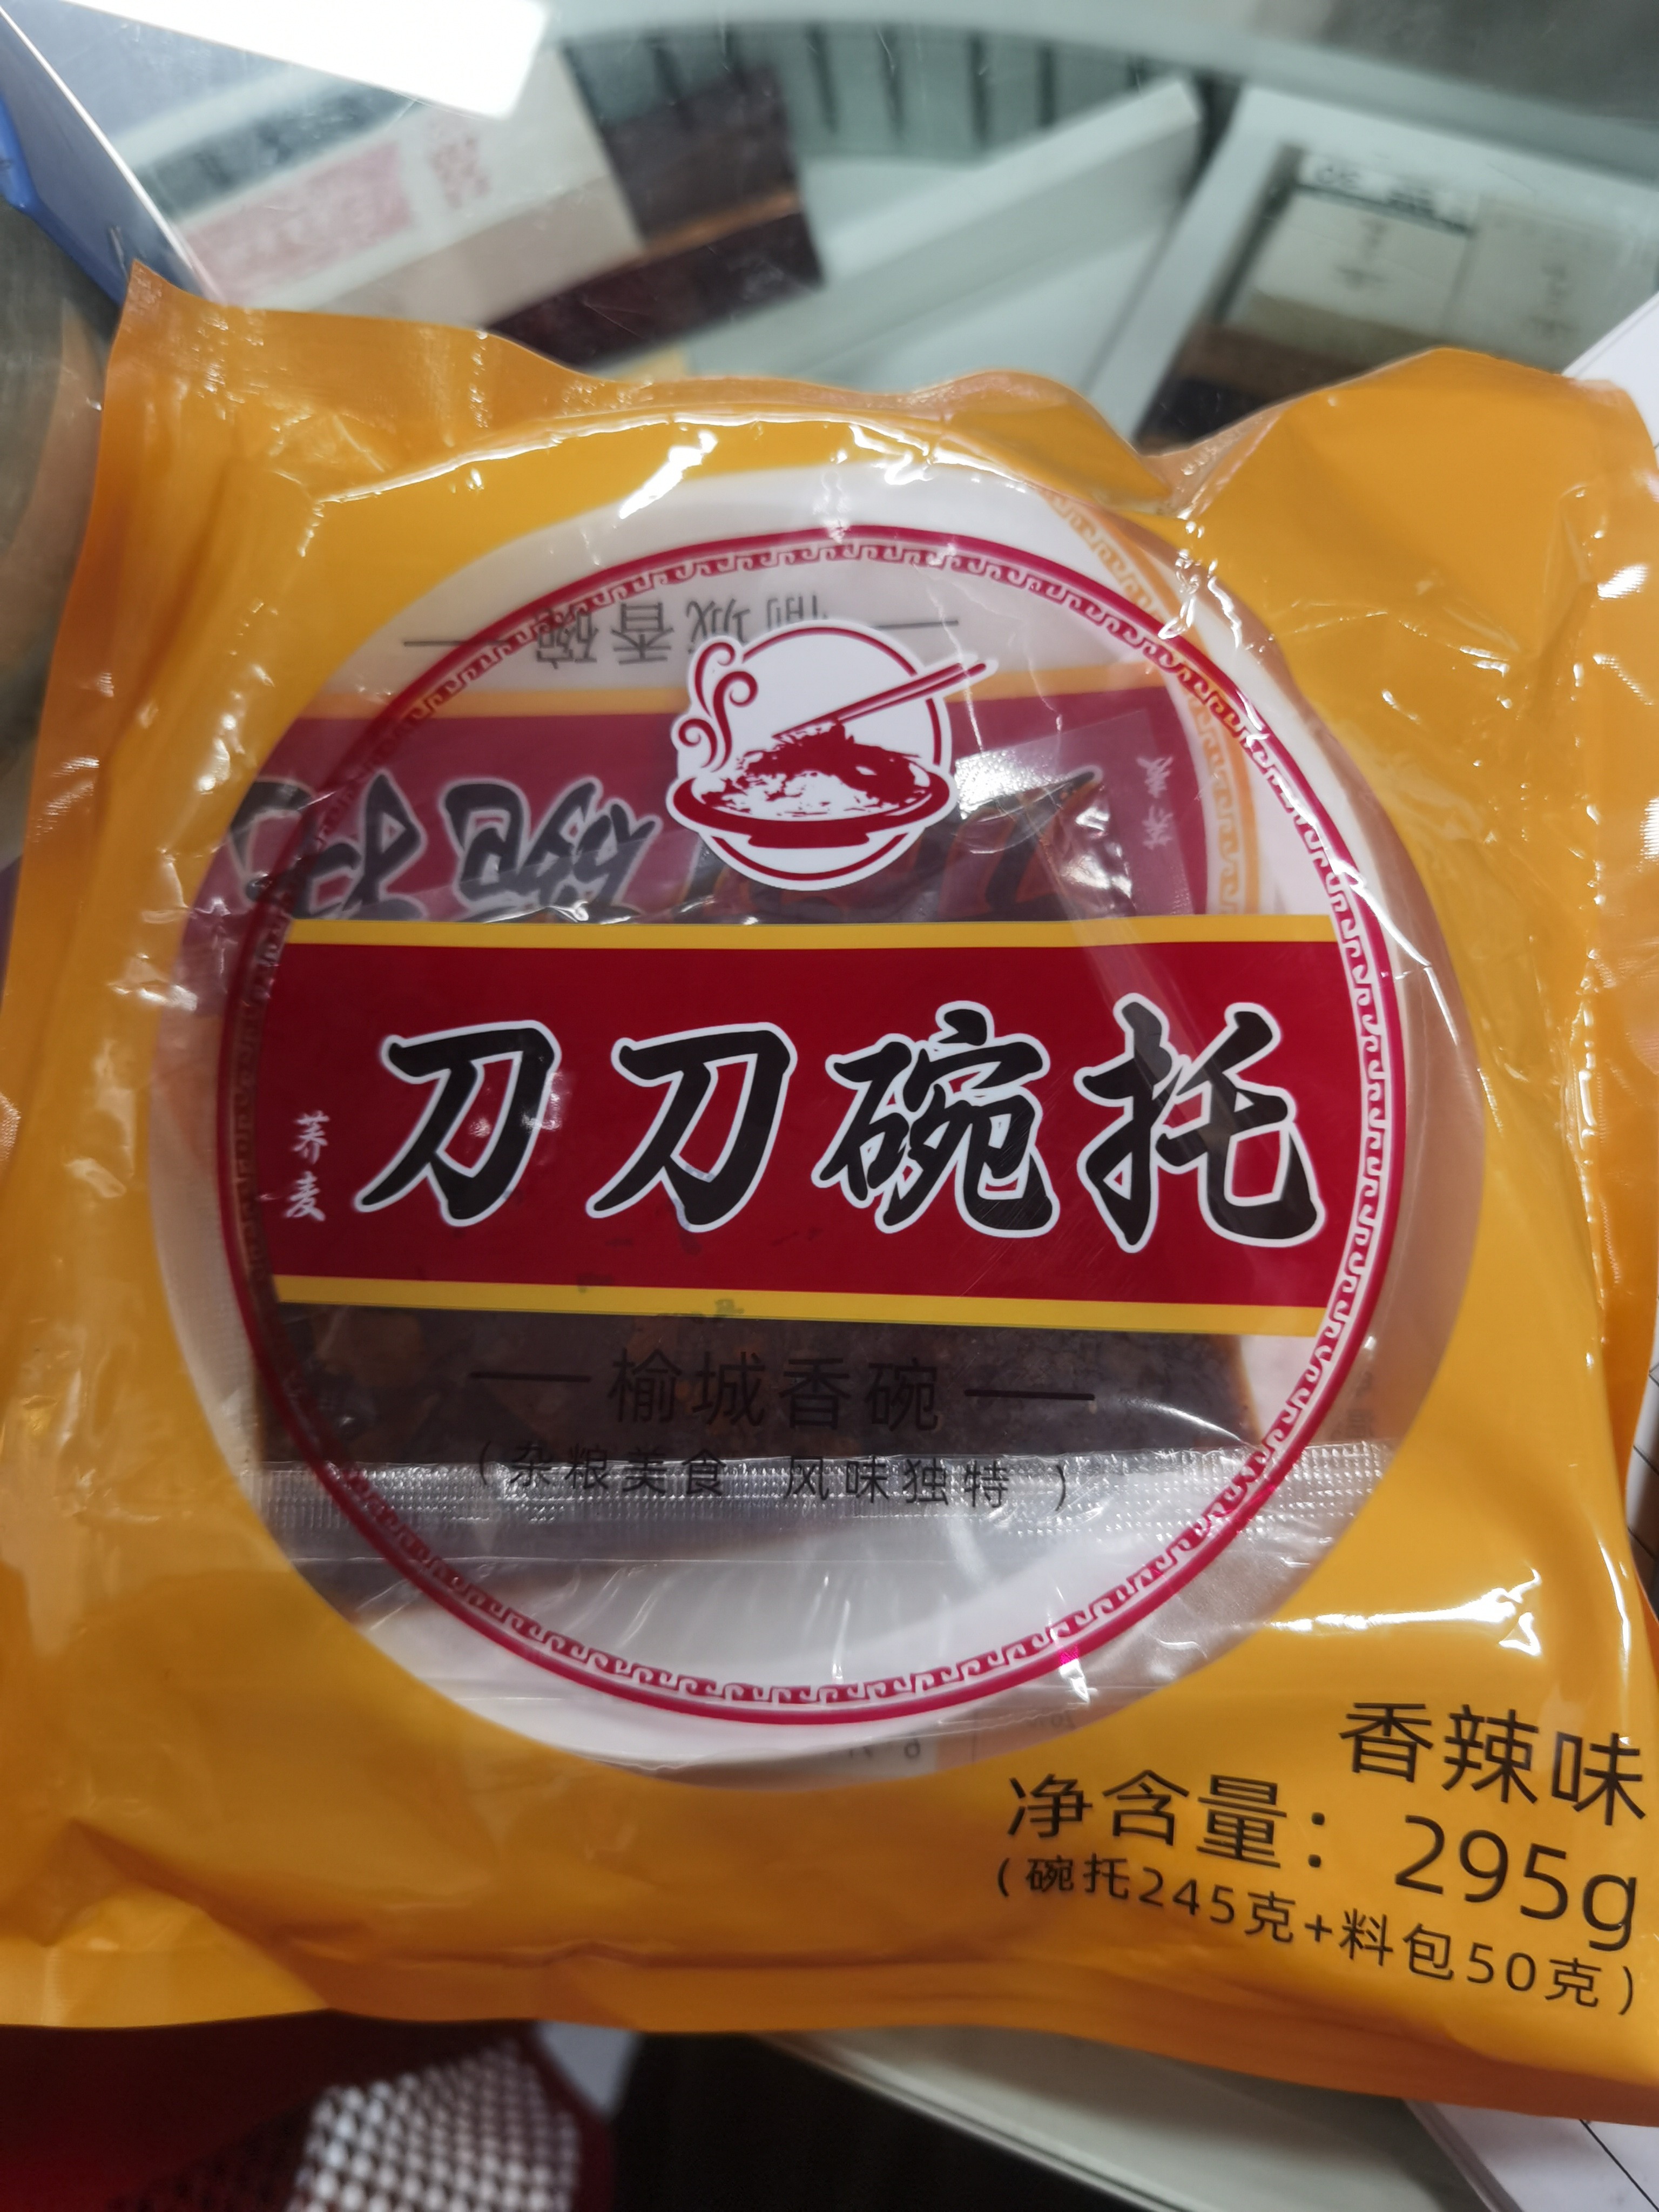 荞麦
刀刀碗托
榆城香碗
(杂粮美食 风味独特 )
香辣味
净含量：295g
(碗托245克+料包50克)